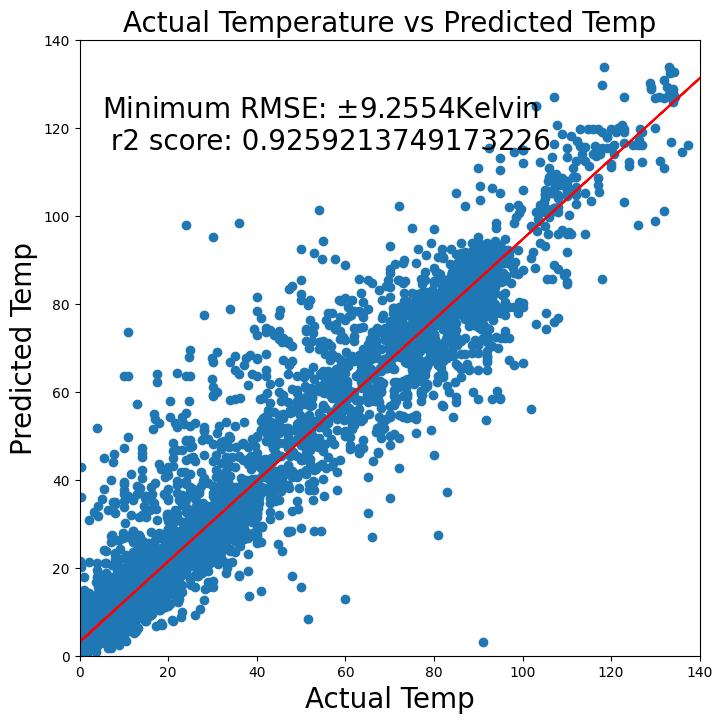 Actual Temperature vs Predicted Temp
140
120
100
80
60
40
20
0
Minimum RMSE: ±9.2554Kelvin
r2 score: 0.9259213749173226
Predicted Temp
0 20 40 60 80 100 120 140
Actual Temp